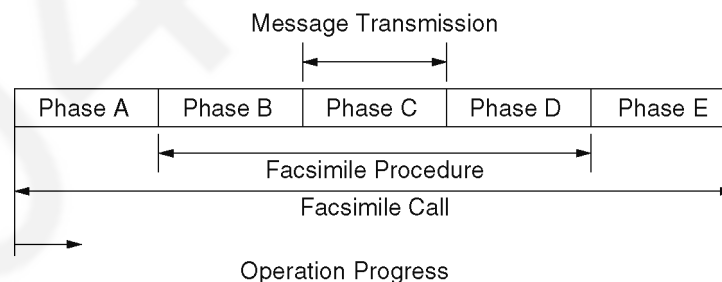 Message Transmission
Phase A Phase B Phase C Phase D Phase E
Facsimile Procedure
Facsimile Call
Operation Progress